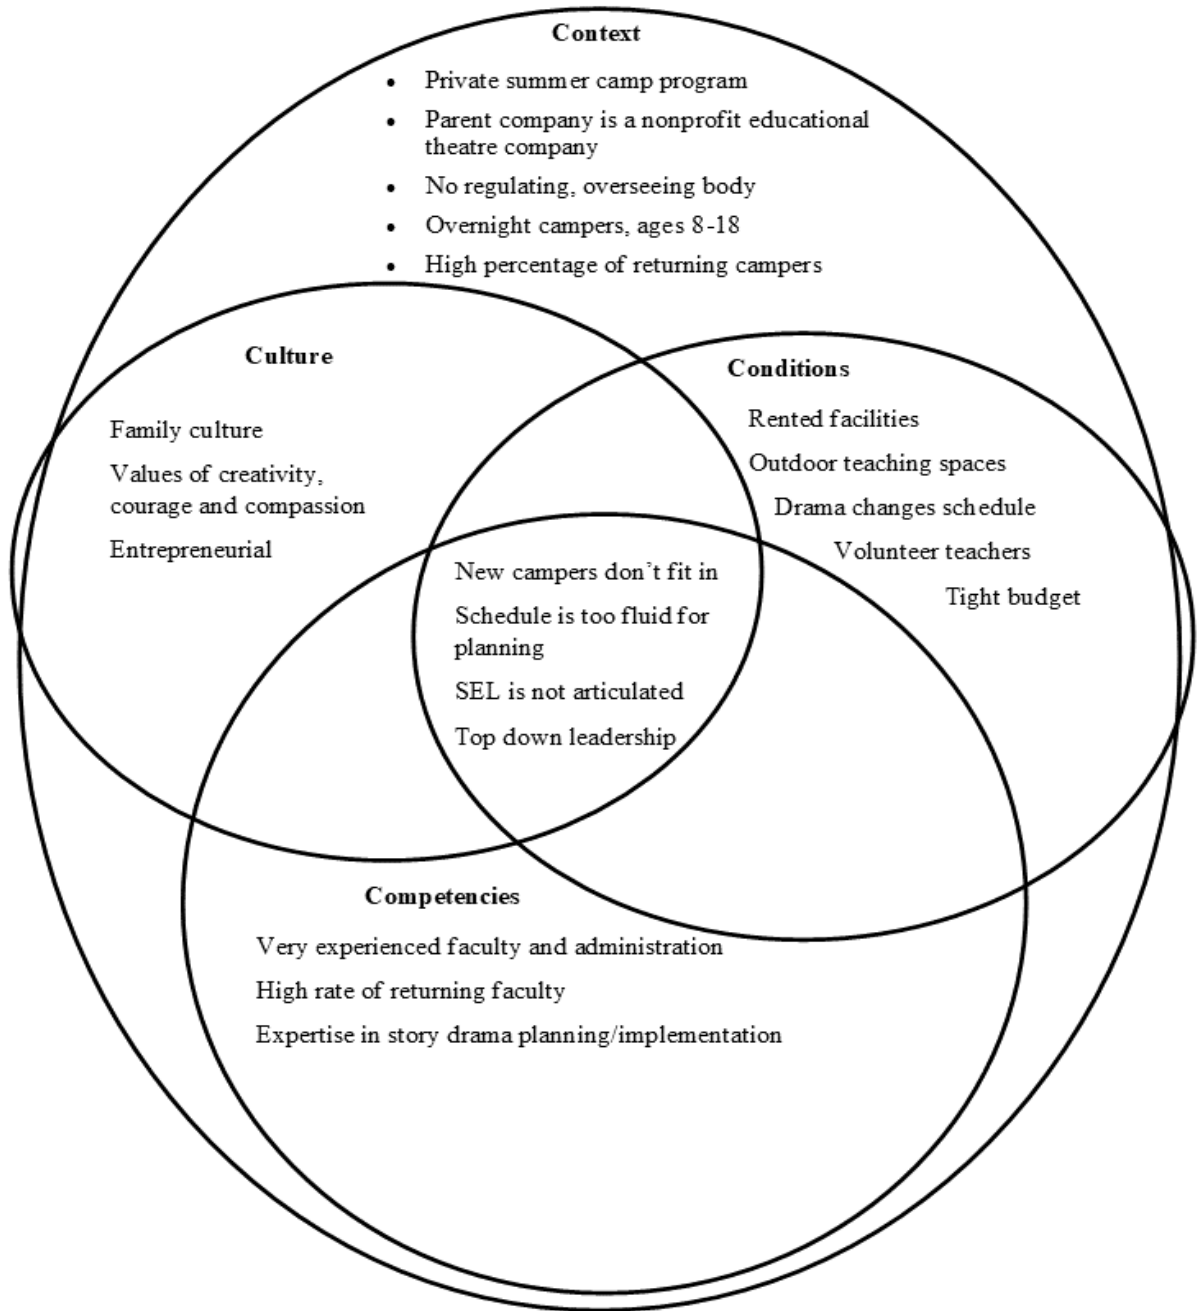 Context
• Private summer camp program
• Parent company is a nonprofit educational
theatre company
• No regulating, overseeing body
• Overnight campers, ages 8-18
• High percentage of returning campers
Culture
Family culture
Values of creativity,
courage and compassion
Entrepreneurial
Conditions
Rented facilities
Outdoor teaching spaces
Drama changes schedule
Volunteer teachers
Tight budget
New campers don’t fit in
Schedule is too fluid for
planning
SEL is not articulated
Top down leadership
Competencies
Very experienced faculty and administration
High rate of returning faculty
Expertise in story drama planning/implementation